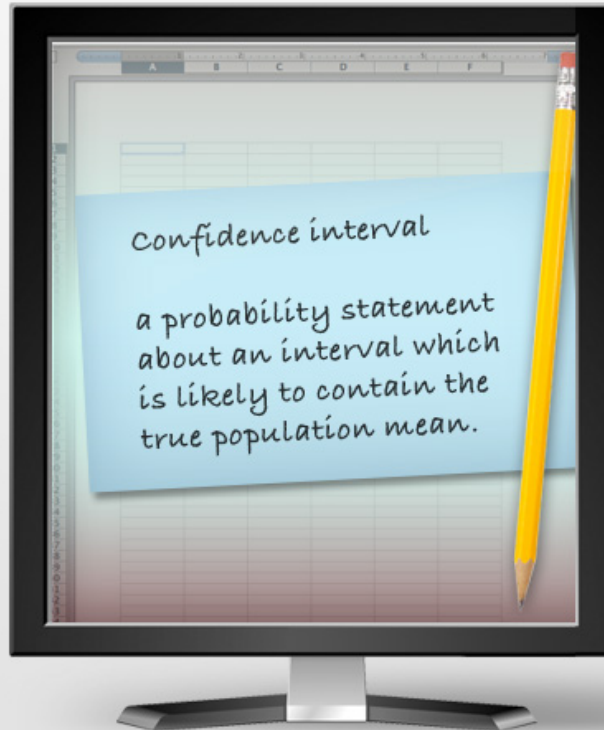 A B C D E F
Confidence interval
a probability statement
about an interval which
is likely to contain the
true population mean.